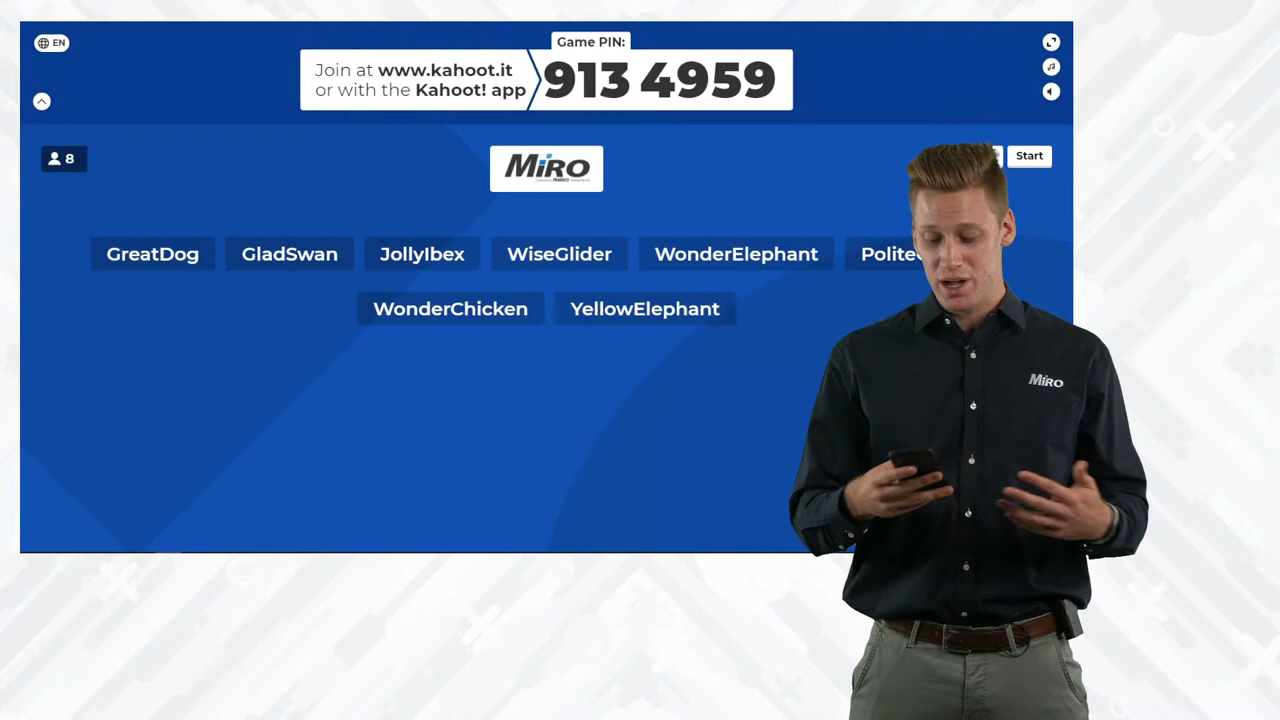 EN
Game PIN:
Join at www.kahoot.it
or with the Kahoot! app
913 4959
8
MiRO
Start
GreatDog GladSwan JollyIbex WiseGlider WonderElephant
WonderChicken YellowElephant
MiRO